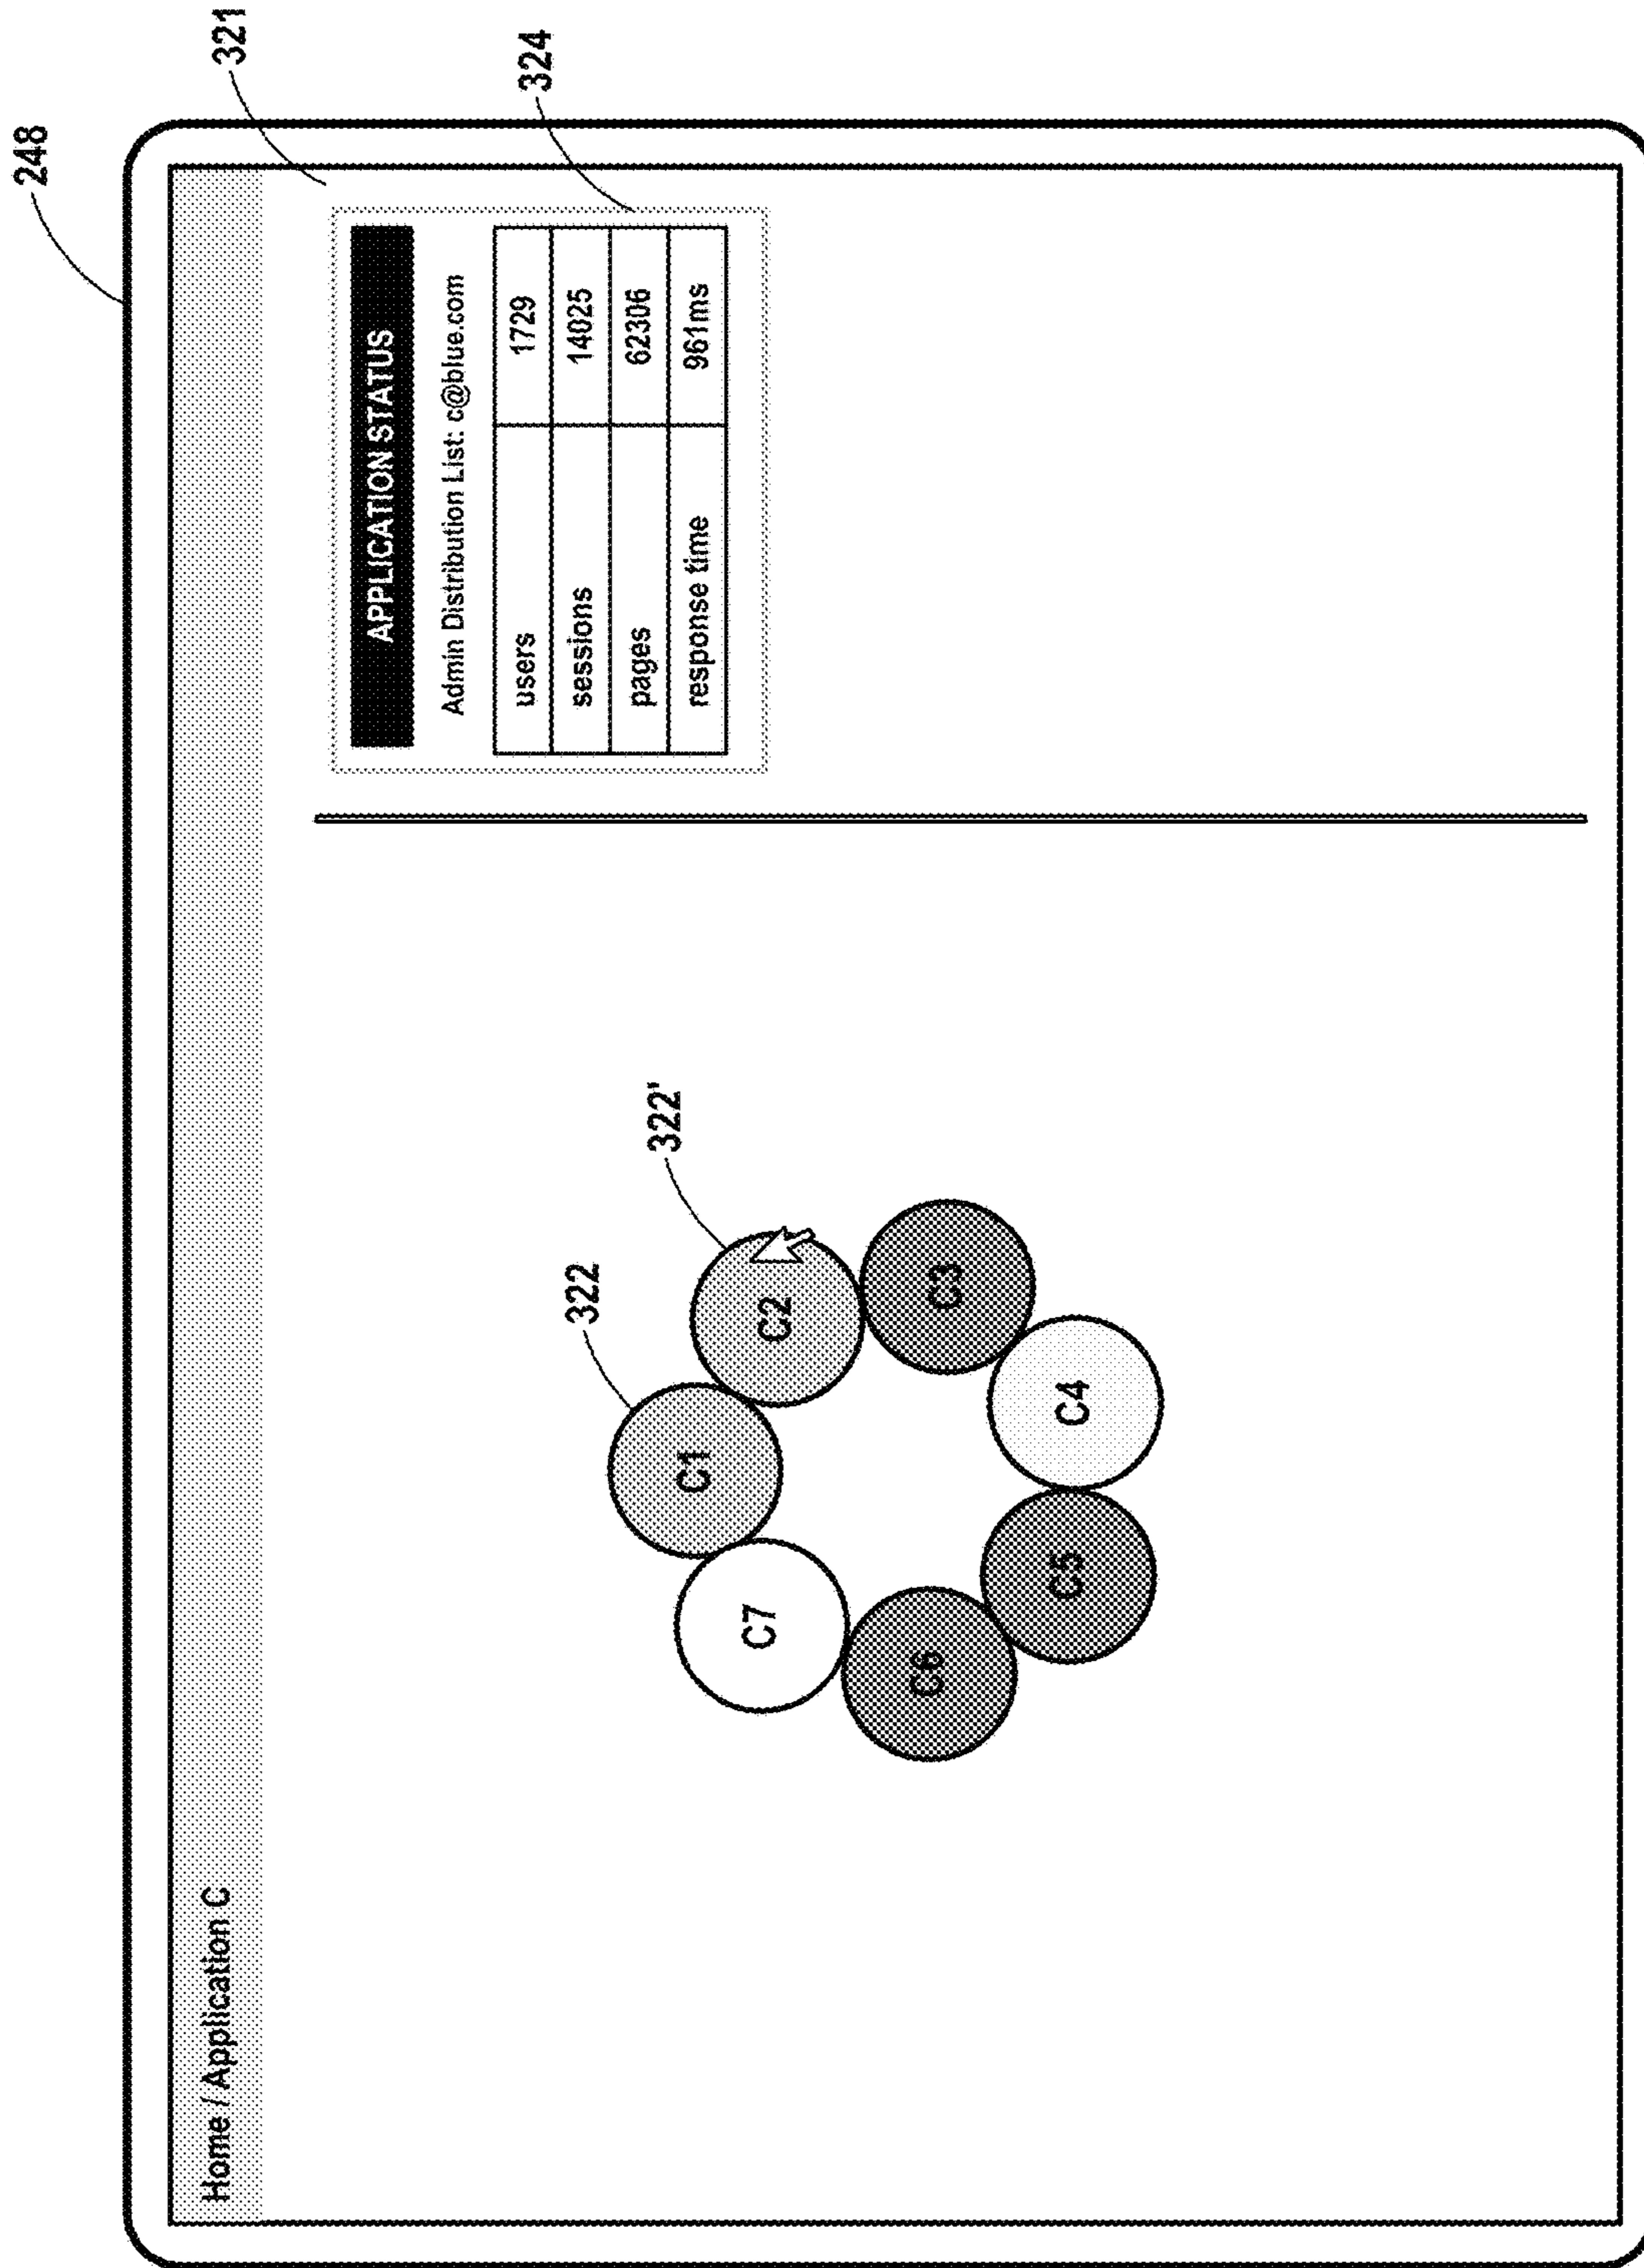 248
321
Home / Application C
APPLICATION STATUS
324
Admin Distribution List: c@blue.com
users 1729
sessions 14025
pages 62306
response time 961ms
322
322'
C1
C2
C3
C4
C5
C6
C7